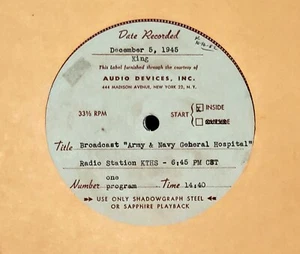 Date Recorded
December 5, 1945
King
This Label furnished through the courtesy of
AUDIO DEVICES, INC.
444 MADISON AVENUE, NEW YORK 22, N.Y.
33⅓ RPM
START
INSIDE
OUTSIDE
Title Broadcast "Army & Navy General Hospital"
Radio Station KTHS - 6:45 PM CST
Number one program Time 14:40
USE ONLY SHADOWGRAPH STEEL
OR SAPPHIRE PLAYBACK